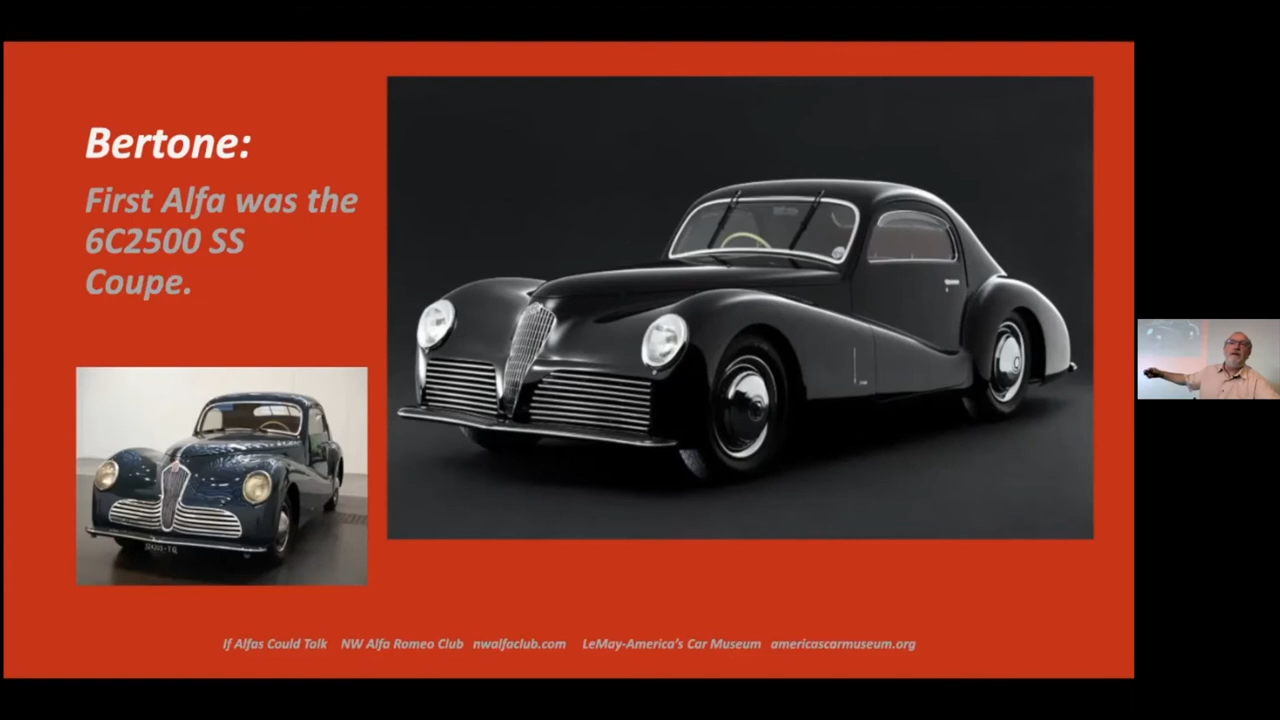 Bertone:
First Alfa was the
6C2500 SS
Coupe.
If Alfas Could Talk NW Alfa Romeo Club nwalfaclub.com LeMay-America's Car Museum americascarmuseum.org